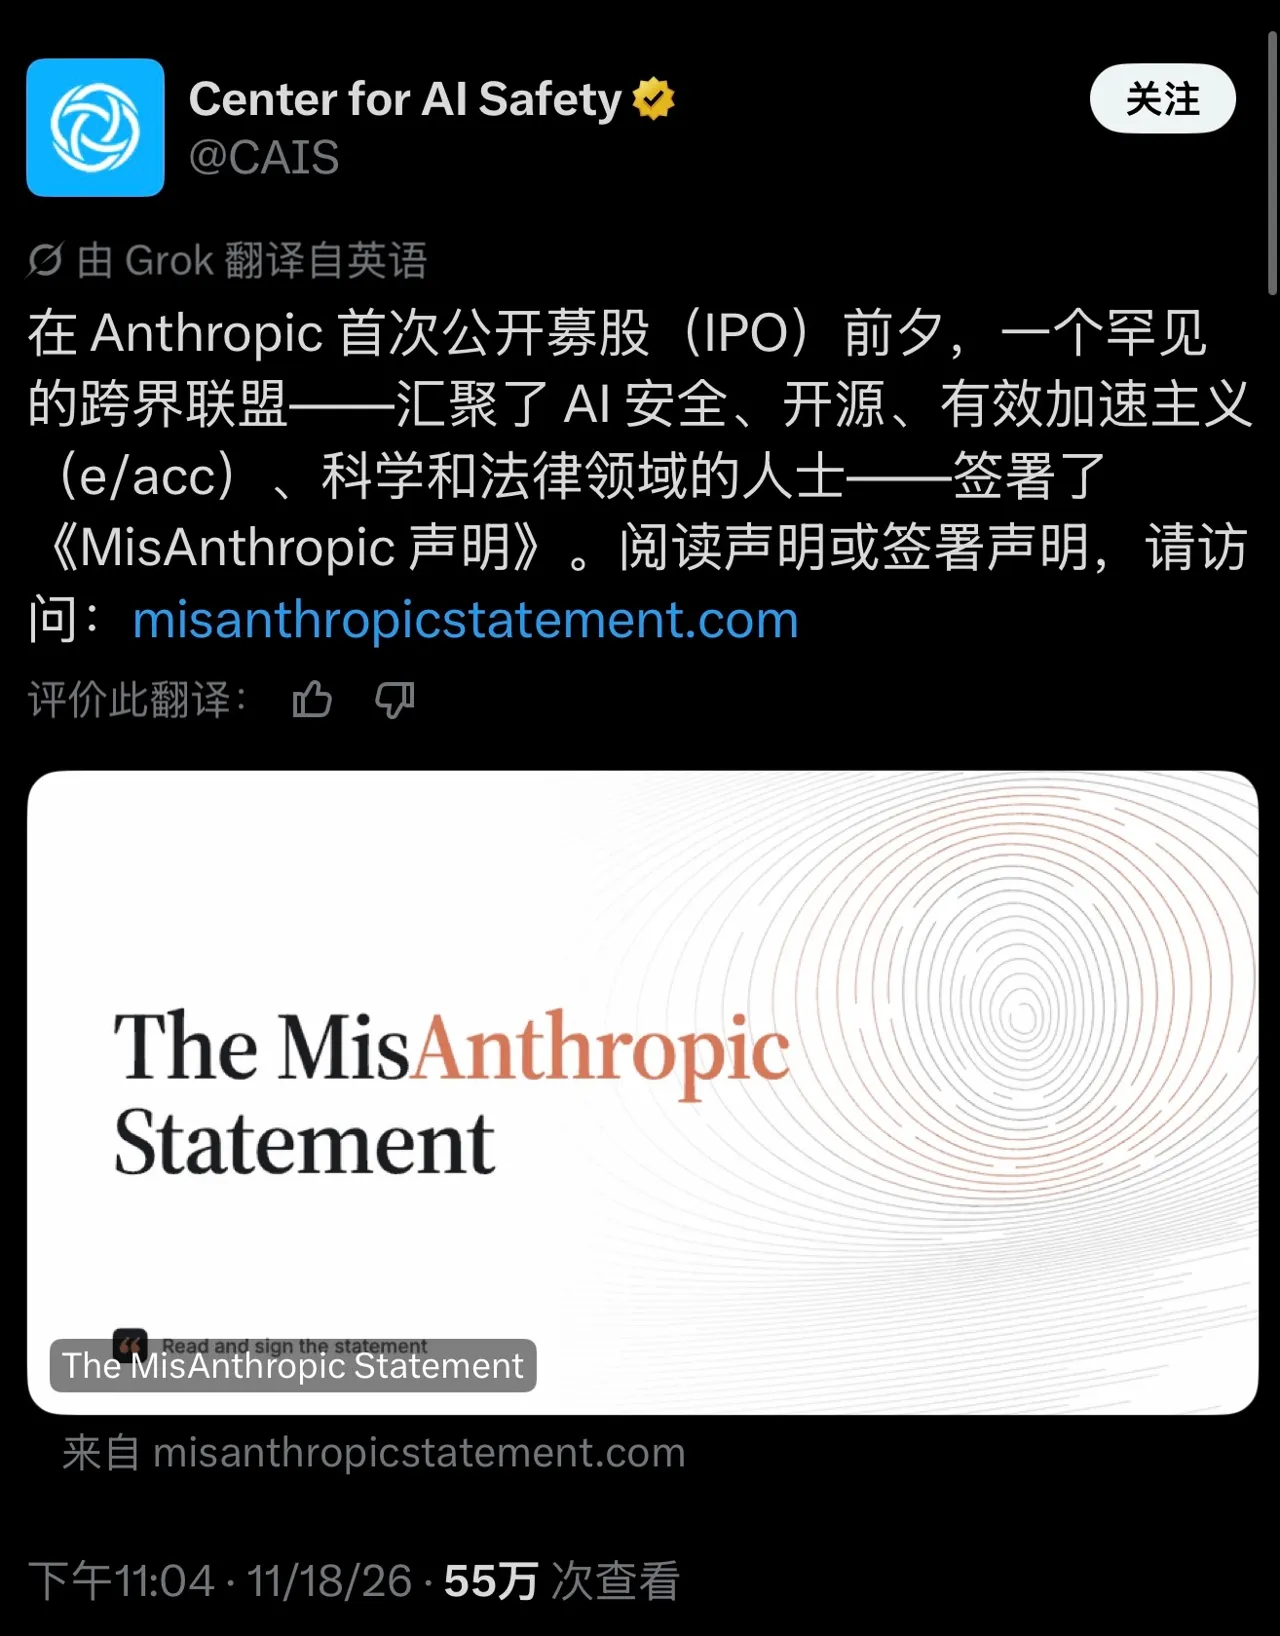 Center for AI Safety
关注
@CAIS
由 Grok 翻译自英语
在 Anthropic 首次公开募股（IPO）前夕，一个罕见
的跨界联盟——汇聚了 AI 安全、开源、有效加速主义
（e/acc）、科学和法律领域的人士——签署了
《MisAnthropic 声明》。阅读声明或签署声明，请访
问：misanthropicstatement.com
评价此翻译：
The MisAnthropic
Statement
Read and sign the statement
The MisAnthropic Statement
来自 misanthropicstatement.com
下午11:04 · 11/18/26 · 55万 次查看